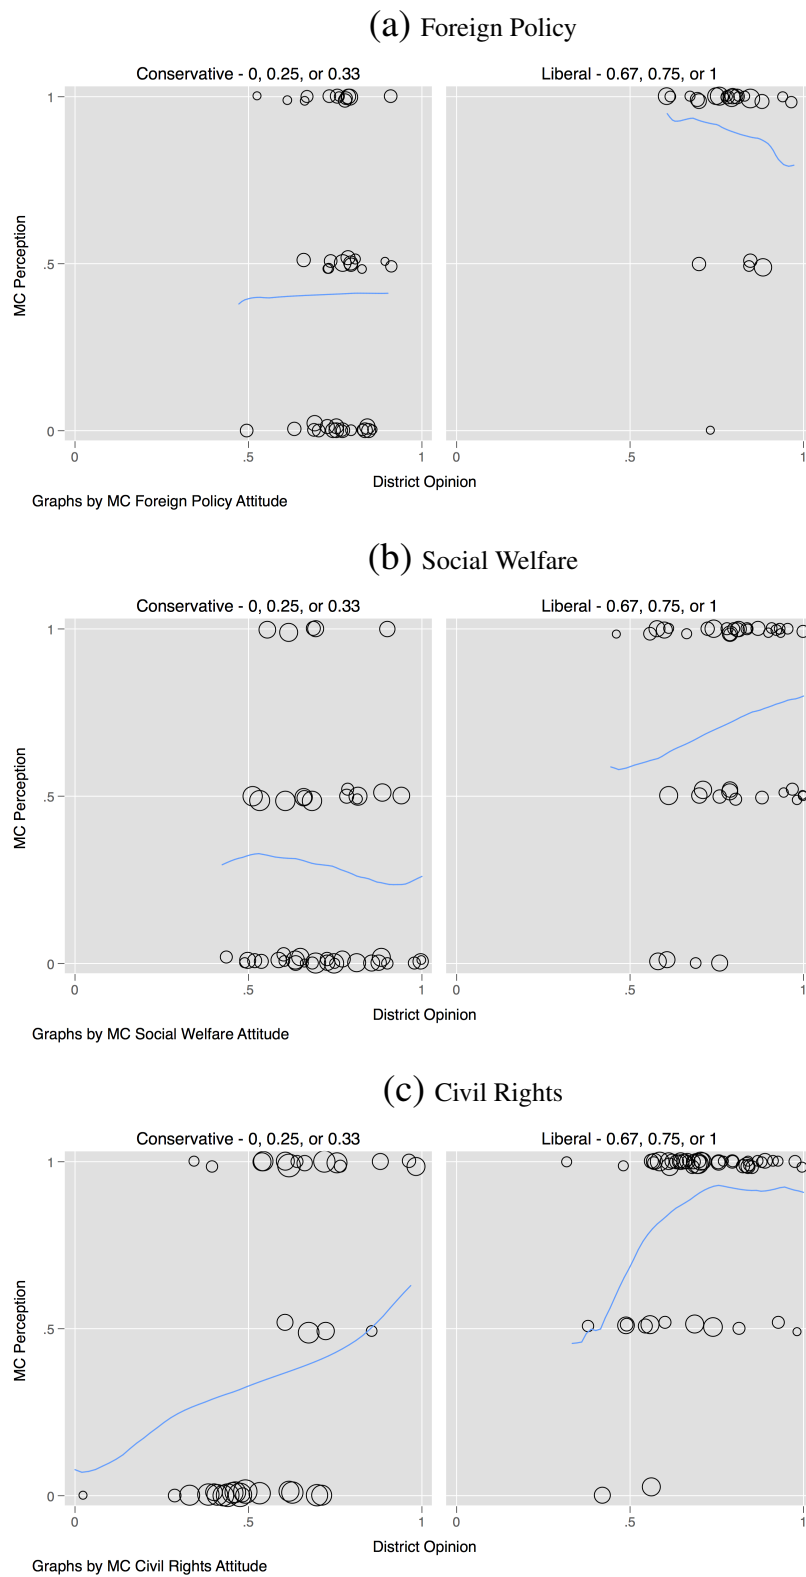 (a) Foreign Policy
Conservative - 0, 0.25, or 0.33
Liberal - 0.67, 0.75, or 1
MC Perception
1
.5
0
0
.5
1
0
.5
1
District Opinion
Graphs by MC Foreign Policy Attitude
(b) Social Welfare
Conservative - 0, 0.25, or 0.33
Liberal - 0.67, 0.75, or 1
MC Perception
1
.5
0
0
.5
1
0
.5
1
District Opinion
Graphs by MC Social Welfare Attitude
(c) Civil Rights
Conservative - 0, 0.25, or 0.33
Liberal - 0.67, 0.75, or 1
MC Perception
1
.5
0
0
.5
1
0
.5
1
District Opinion
Graphs by MC Civil Rights Attitude